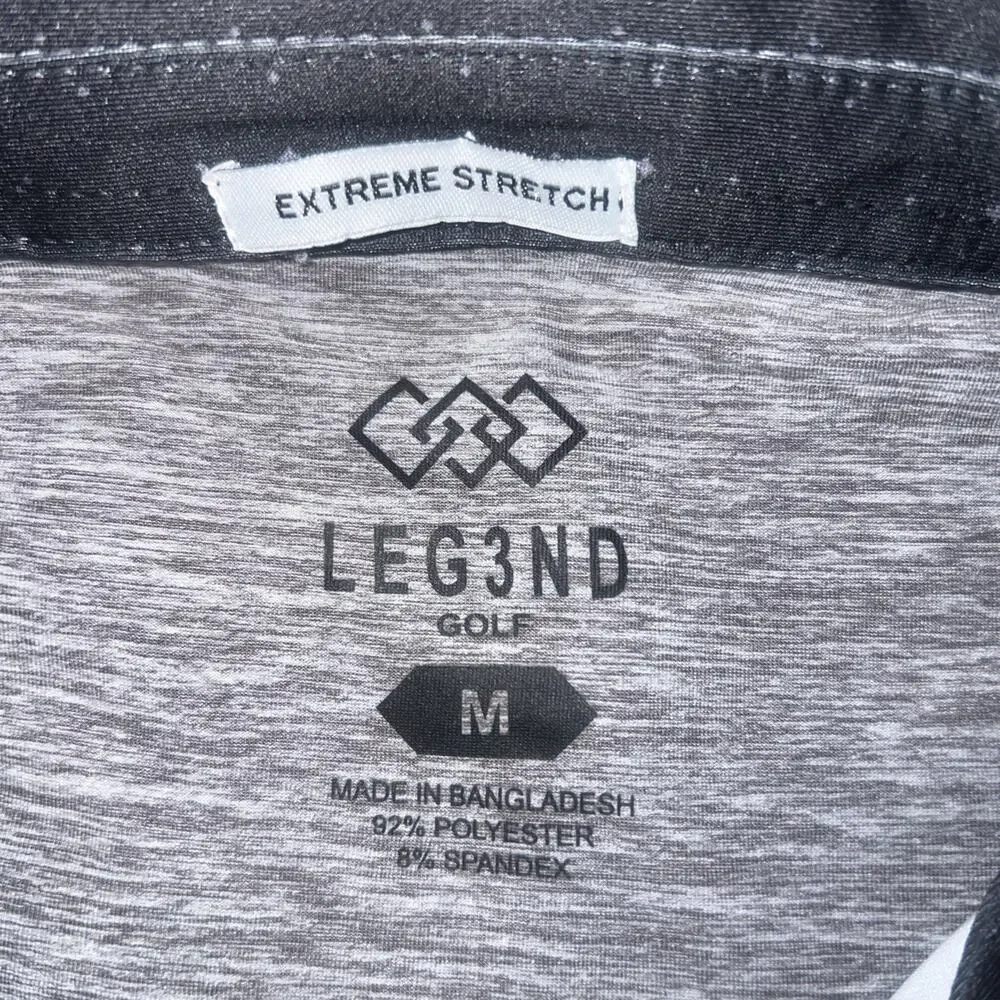 EXTREME STRETCH
LEG3ND
GOLF
M
MADE IN BANGLADESH
92% POLYESTER
8% SPANDEX